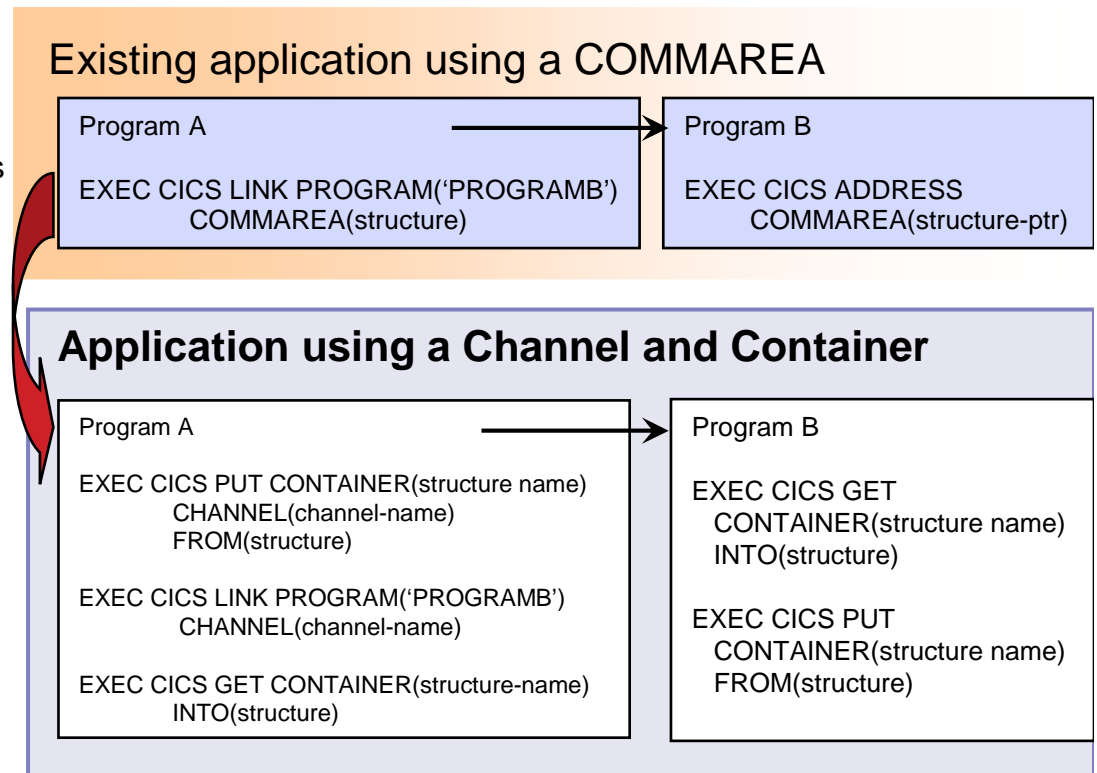 Existing application using a COMMAREA
Program A
EXEC CICS LINK PROGRAM(‘PROGRAMB’)
COMMAREA(structure)
Program B
EXEC CICS ADDRESS
COMMAREA(structure-ptr)
s
Application using a Channel and Container
Program A
EXEC CICS PUT CONTAINER(structure name)
CHANNEL(channel-name)
FROM(structure)
EXEC CICS LINK PROGRAM(‘PROGRAMB’)
CHANNEL(channel-name)
EXEC CICS GET CONTAINER(structure-name)
INTO(structure)
Program B
EXEC CICS GET
CONTAINER(structure name)
INTO(structure)
EXEC CICS PUT
CONTAINER(structure name)
FROM(structure)